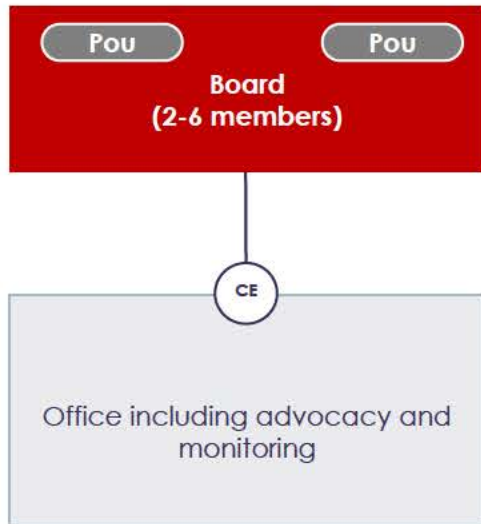 Pou Pou
Board
(2-6 members)
CE
Office including advocacy and
monitoring